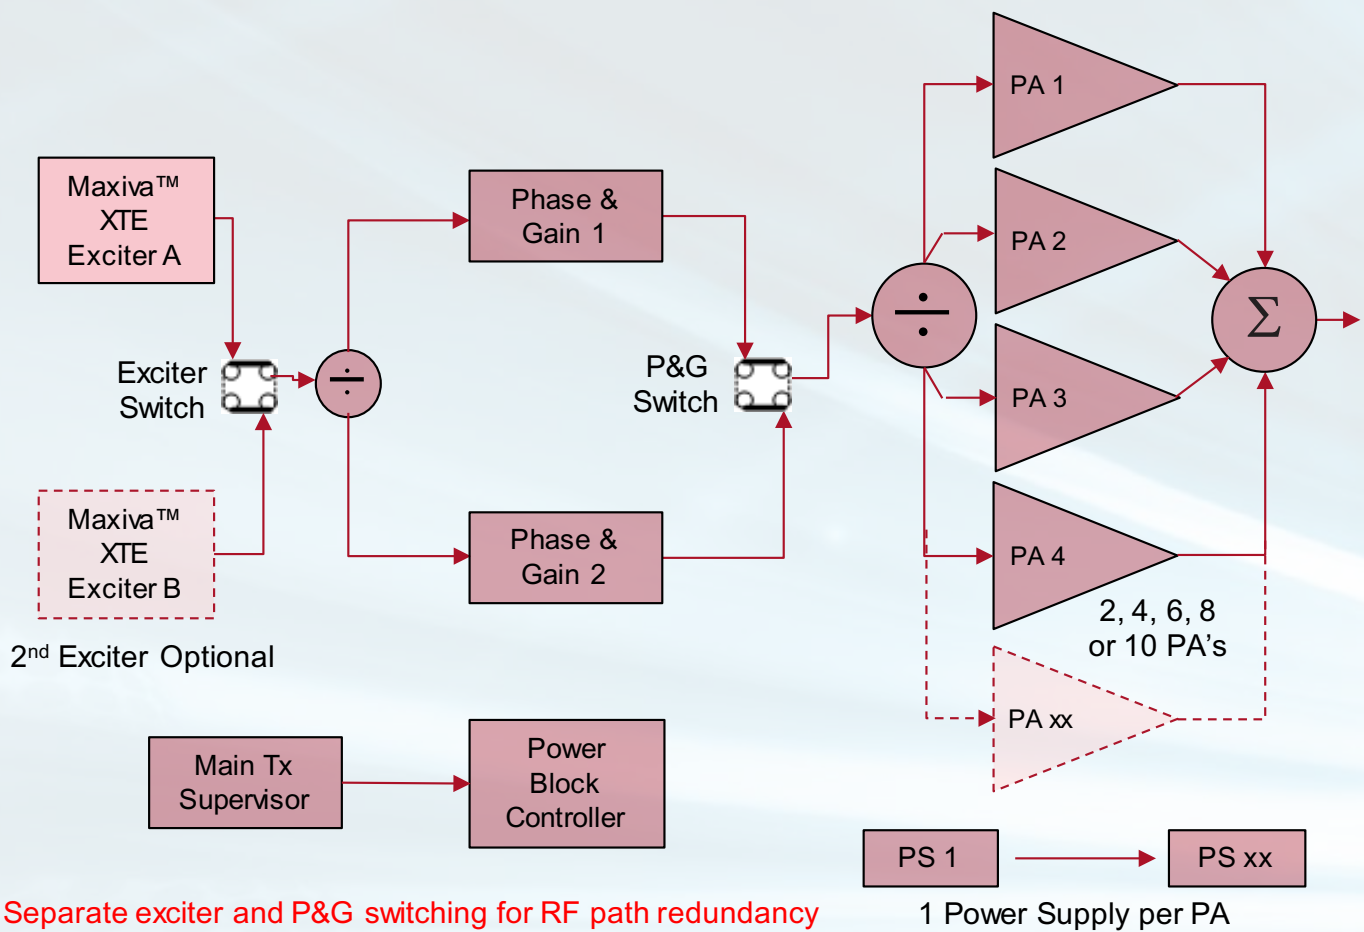 Maxiva™
XTE
Exciter A
Exciter
Switch
Maxiva™
XTE
Exciter B
2nd Exciter Optional
÷
Phase &
Gain 1
Phase &
Gain 2
P&G
Switch
÷
PA 1
PA 2
PA 3
PA 4
PA xx
Σ
2, 4, 6, 8
or 10 PA's
Main Tx
Supervisor
Power
Block
Controller
PS 1
PS xx
1 Power Supply per PA
Separate exciter and P&G switching for RF path redundancy